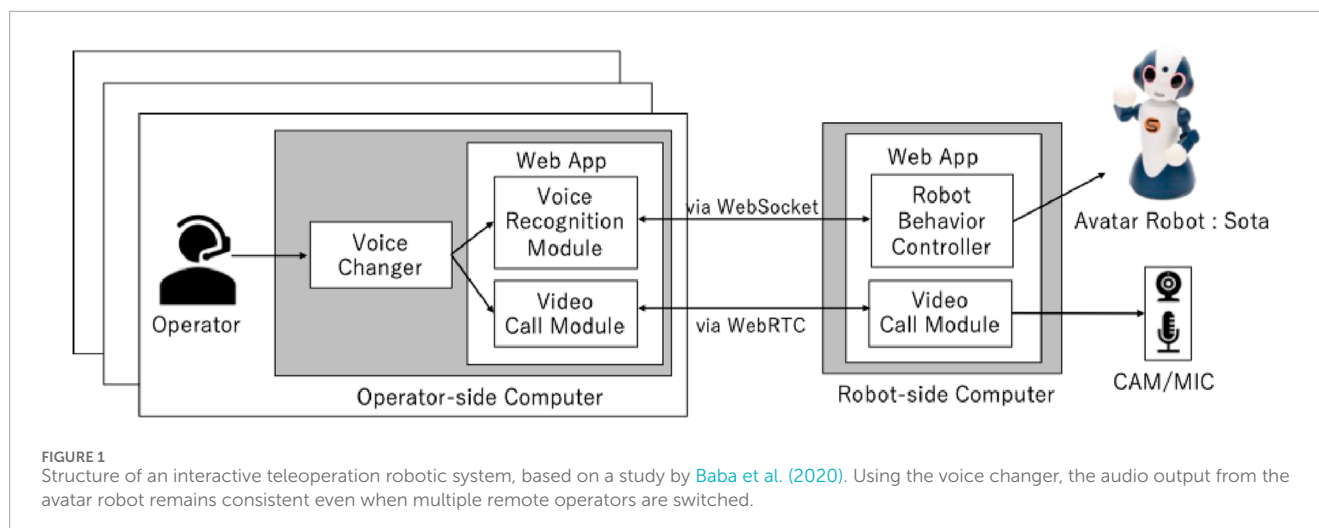 Operator
Voice
Changer
Web App
Voice
Recognition
Module
Video
Call Module
Operator-side Computer
via WebSocket
via WebRTC
Web App
Robot
Behavior
Controller
Video
Call Module
Robot-side Computer
S
Avatar Robot : Sota
CAM/MIC
FIGURE 1
Structure of an interactive teleoperation robotic system, based on a study by Baba et al. (2020). Using the voice changer, the audio output from the
avatar robot remains consistent even when multiple remote operators are switched.